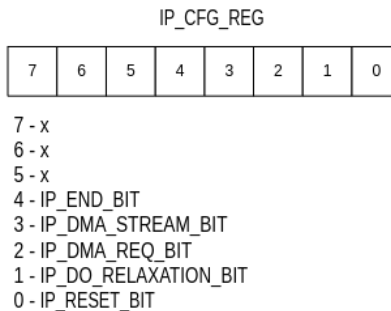 IP_CFG_REG
7 6 5 4 3 2 1 0
7 - x
6 - x
5 - x
4 - IP_END_BIT
3 - IP_DMA_STREAM_BIT
2 - IP_DMA_REQ_BIT
1 - IP_DO_RELAXATION_BIT
0 - IP_RESET_BIT